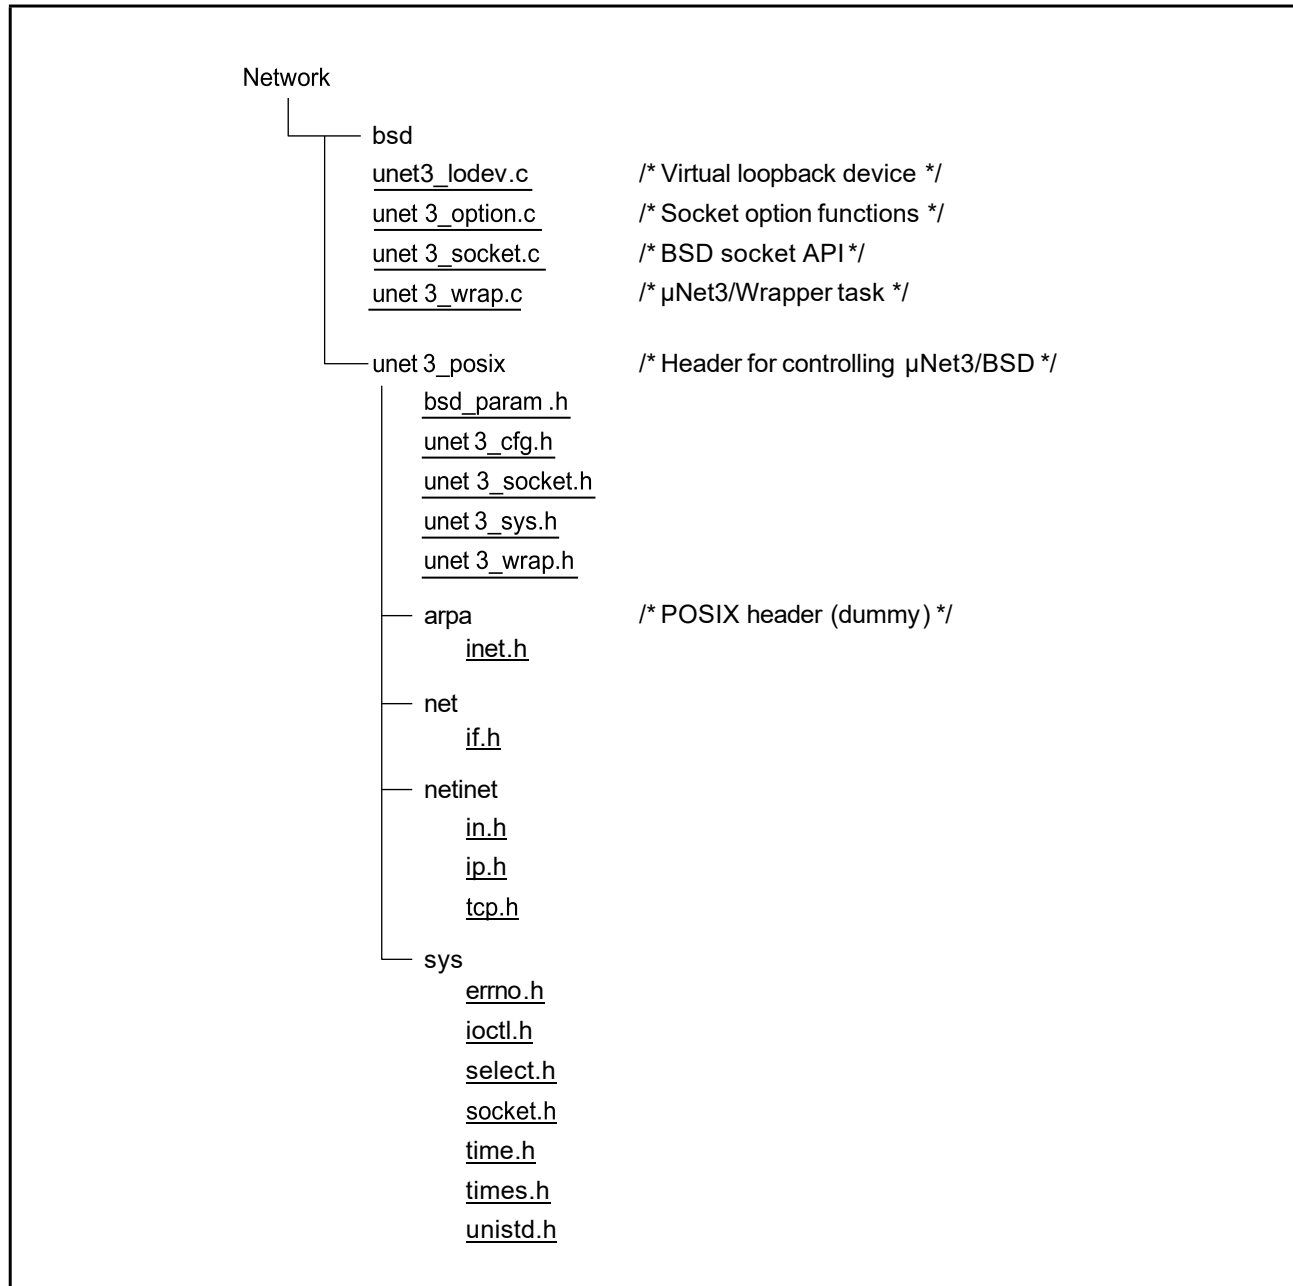 Network
bsd
unet3_lodev.c /* Virtual loopback device */
unet 3_option.c /* Socket option functions */
unet 3_socket.c /* BSD socket API */
unet 3_wrap.c /* µNet3/Wrapper task */
unet 3_posix /* Header for controlling µNet3/BSD */
bsd_param .h
unet 3_cfg.h
unet 3_socket.h
unet 3_sys.h
unet 3_wrap.h
arpa /* POSIX header (dummy) */
inet.h
net
if.h
netinet
in.h
ip.h
tcp.h
sys
errno.h
ioctl.h
select.h
socket.h
time.h
times.h
unistd.h